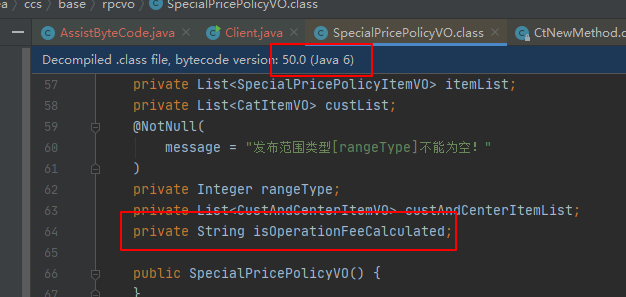 ea › ccs › base › rpcvo › SpecialPricePolicyVO.class
AssistByteCode.java × Client.java × SpecialPricePolicyVO.class × CtNewMethod.c
Decompiled .class file, bytecode version: 50.0 (Java 6)
57 private List<SpecialPricePolicyItemVO> itemList;
58 private List<CatItemVO> custList;
59 @NotNull(
60 message = "发布范围类型[rangeType]不能为空！"
61 )
62 private Integer rangeType;
63 private List<CustAndCenterItemVO> custAndCenterItemList;
64 private String isOperationFeeCalculated;
65
66 public SpecialPricePolicyVO() {
67 }